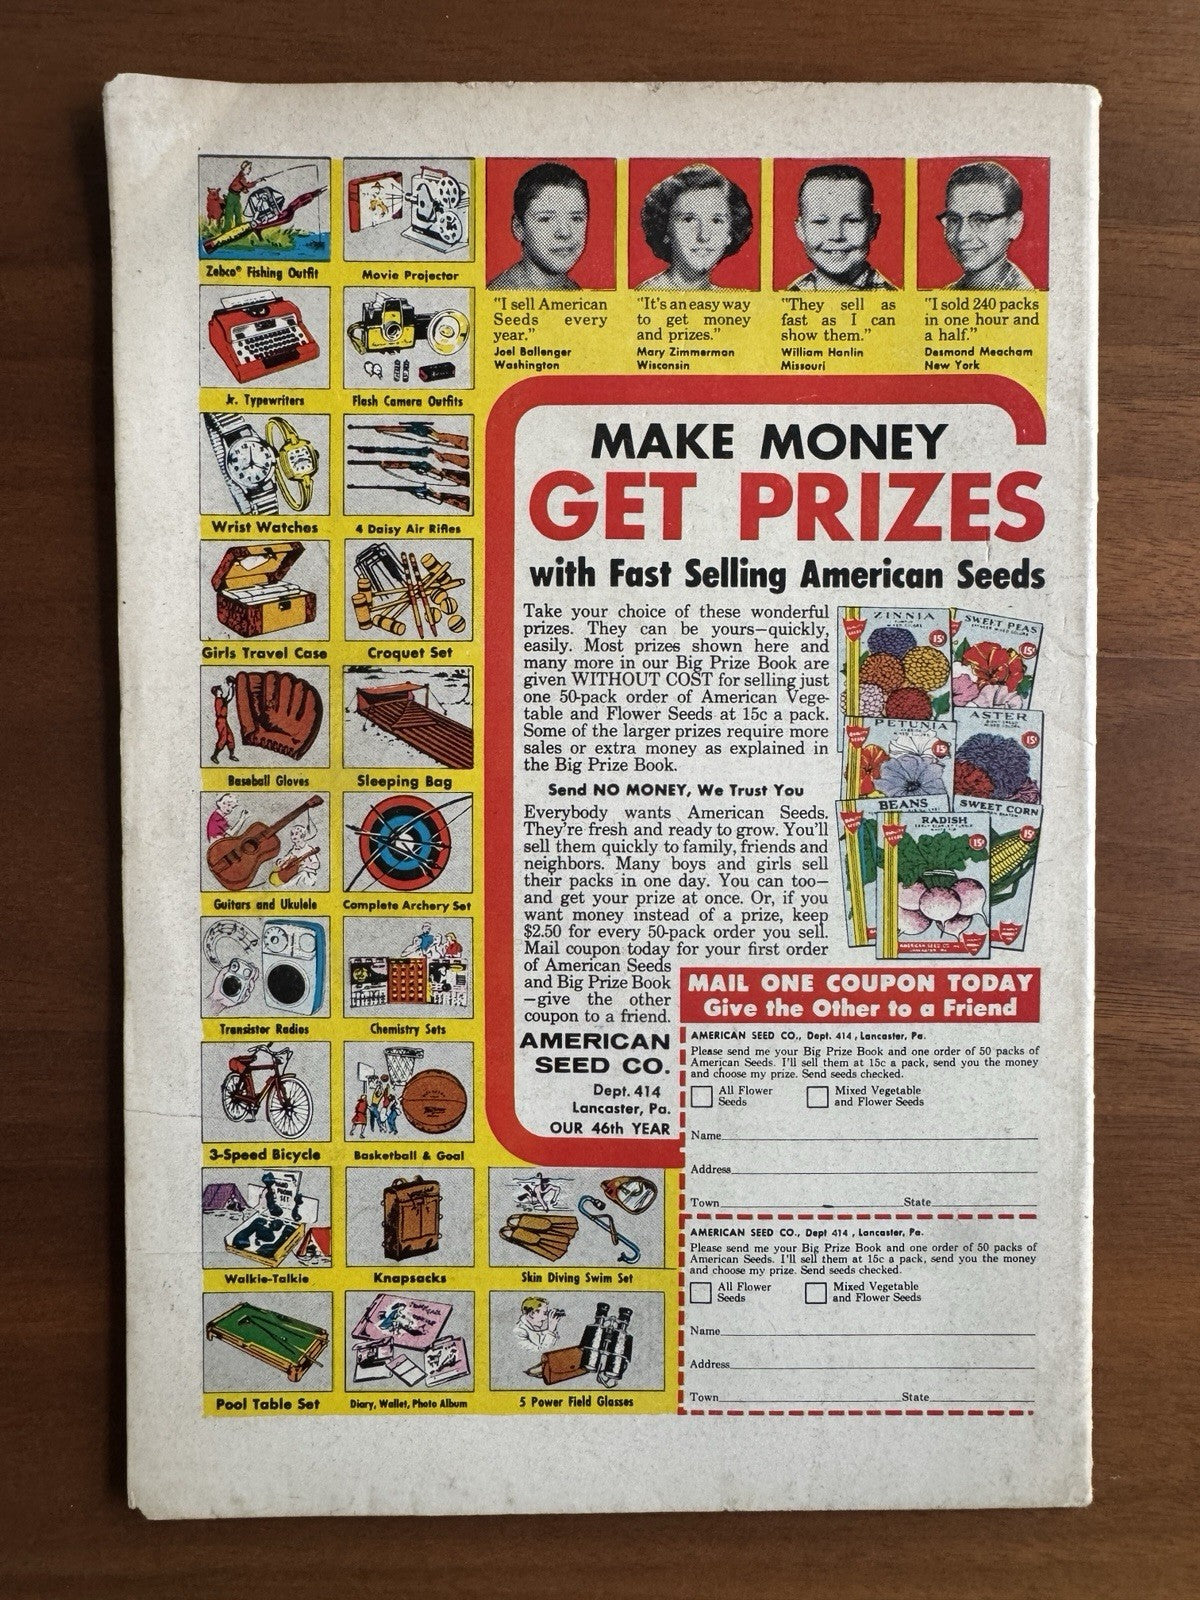 Zebco® Fishing Outfit
Movie Projector
Jr. Typewriters
Flash Camera Outfits
Wrist Watches
4 Daisy Air Rifles
Girls Travel Case
Croquet Set
Baseball Gloves
Sleeping Bag
Guitars and Ukulele
Complete Archery Set
Transistor Radios
Chemistry Sets
3-Speed Bicycle
Basketball & Goal
Walkie-Talkie
Knapsacks
Skin Diving Swim Set
Pool Table Set
Diary, Wallet, Photo Album
5 Power Field Glasses
"I sell American
Seeds every
year."
Joel Ballenger
Washington
"It's an easy way
to get money
and prizes."
Mary Zimmerman
Wisconsin
"They sell as
fast as I can
show them."
William Hanlin
Missouri
"I sold 240 packs
in one hour and
a half."
Desmond Meacham
New York
MAKE MONEY
GET PRIZES
with Fast Selling American Seeds
Take your choice of these wonderful
prizes. They can be yours—quickly,
easily. Most prizes shown here and
many more in our Big Prize Book are
given WITHOUT COST for selling just
one 50-pack order of American Vege-
table and Flower Seeds at 15c a pack.
Some of the larger prizes require more
sales or extra money as explained in
the Big Prize Book.
Send NO MONEY, We Trust You
Everybody wants American Seeds.
They're fresh and ready to grow. You'll
sell them quickly to family, friends and
neighbors. Many boys and girls sell
their packs in one day. You can too—
and get your prize at once. Or, if you
want money instead of a prize, keep
$2.50 for every 50-pack order you sell.
Mail coupon today for your first order
of American Seeds
and Big Prize Book
—give the other
coupon to a friend.
AMERICAN
SEED CO.
Dept. 414
Lancaster, Pa.
OUR 46th YEAR
ZINNIA
15¢
SWEET PEAS
15¢
PETUNIA
15¢
ASTER
15¢
BEANS
SWEET CORN
15¢
RADISH
15¢
AMERICAN SEED CO
MAIL ONE COUPON TODAY
Give the Other to a Friend
AMERICAN SEED CO., Dept. 414, Lancaster, Pa.
Please send me your Big Prize Book and one order of 50 packs of
American Seeds. I'll sell them at 15c a pack, send you the money
and choose my prize. Send seeds checked.
All Flower
Seeds
Mixed Vegetable
and Flower Seeds
Name
Address
Town State
AMERICAN SEED CO., Dept 414, Lancaster, Pa.
Please send me your Big Prize Book and one order of 50 packs of
American Seeds. I'll sell them at 15c a pack, send you the money
and choose my prize. Send seeds checked.
All Flower
Seeds
Mixed Vegetable
and Flower Seeds
Name
Address
Town State